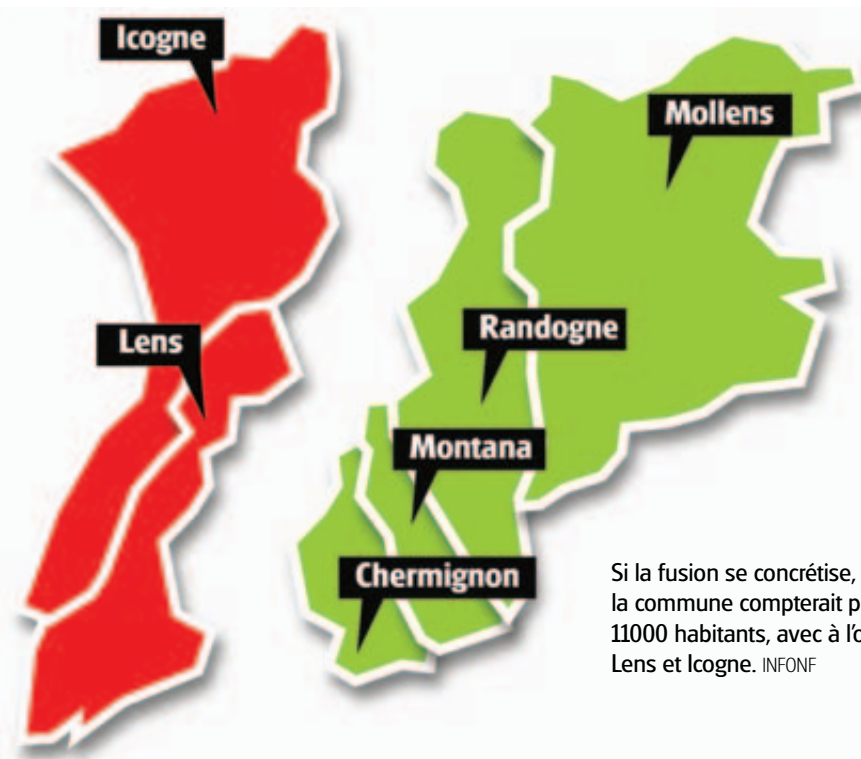 Icogne
Mollens
Lens
Randogne
Montana
Chermignon
Si la fusion se concrétise,
la commune compterait
11000 habitants, avec à
Lens et Icogne. INFONF